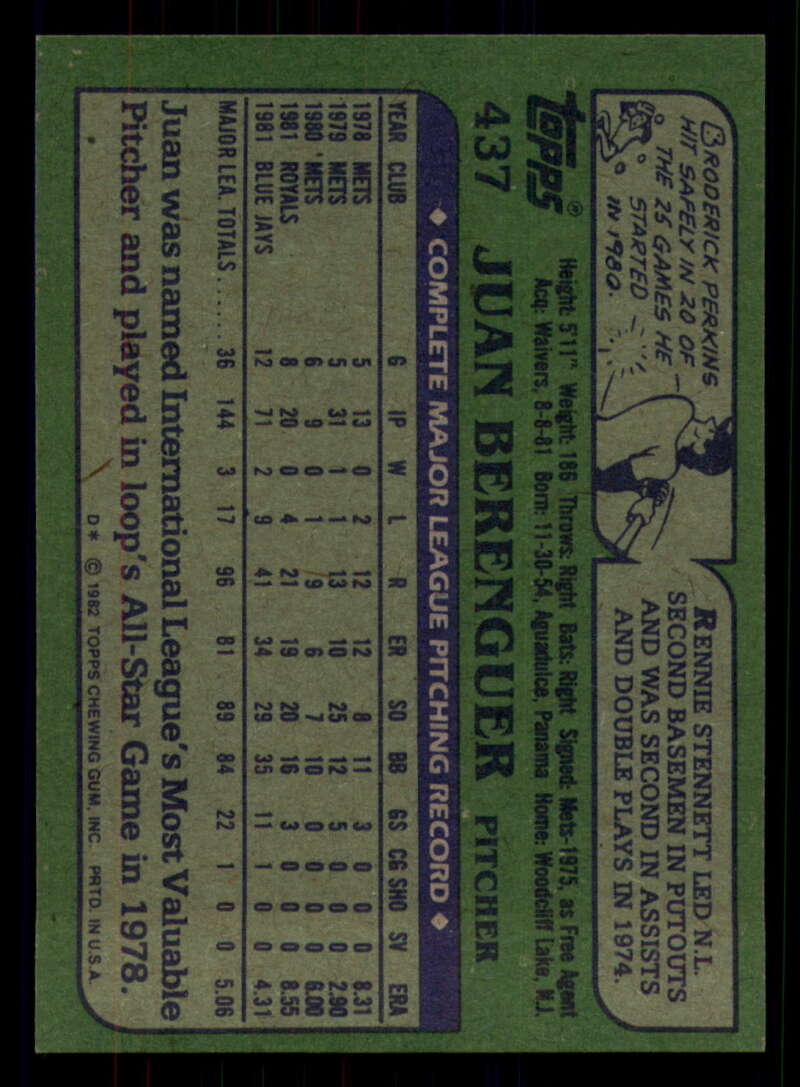 BRODERICK PERKINS
HIT SAFELY IN 20 OF
THE 25 GAMES HE
STARTED
IN 1980.
RENNIE STENNETT LED N.L.
SECOND BASEMEN IN PUTOUTS
AND WAS SECOND IN ASSISTS
AND DOUBLE PLAYS IN 1974.
TOPPS®
Height: 5'11" Weight: 186 Throws: Right Bats: Right Signed: Mets-1975, as Free Agent
Acq: Waivers, 8-8-81 Born: 11-30-54, Aguadulce, Panama Home: Woodcliff Lake, N.J.
437 JUAN BERENGUER PITCHER
◆ COMPLETE MAJOR LEAGUE PITCHING RECORD ◆
YEAR CLUB G IP W L R ER SO BB GS CG SHO SV ERA
1978 METS 5 13 0 2 12 12 8 11 3 0 0 0 8.31
1979 METS 5 31 1 1 13 10 25 12 5 0 0 0 2.90
1980 'METS 6 9 0 1 9 6 7 10 0 0 0 0 6.00
1981 ROYALS 8 20 0 4 21 19 20 16 3 0 0 0 8.55
1981 BLUE JAYS 12 71 2 9 41 34 29 35 11 1 0 0 4.31
MAJOR LEA. TOTALS ..... 36 144 3 17 96 81 89 84 22 1 0 0 5.06
Juan was named International League's Most Valuable
Pitcher and played in loop's All-Star Game in 1978.
D* © 1982 TOPPS CHEWING GUM, INC. PRTD. IN U.S.A.